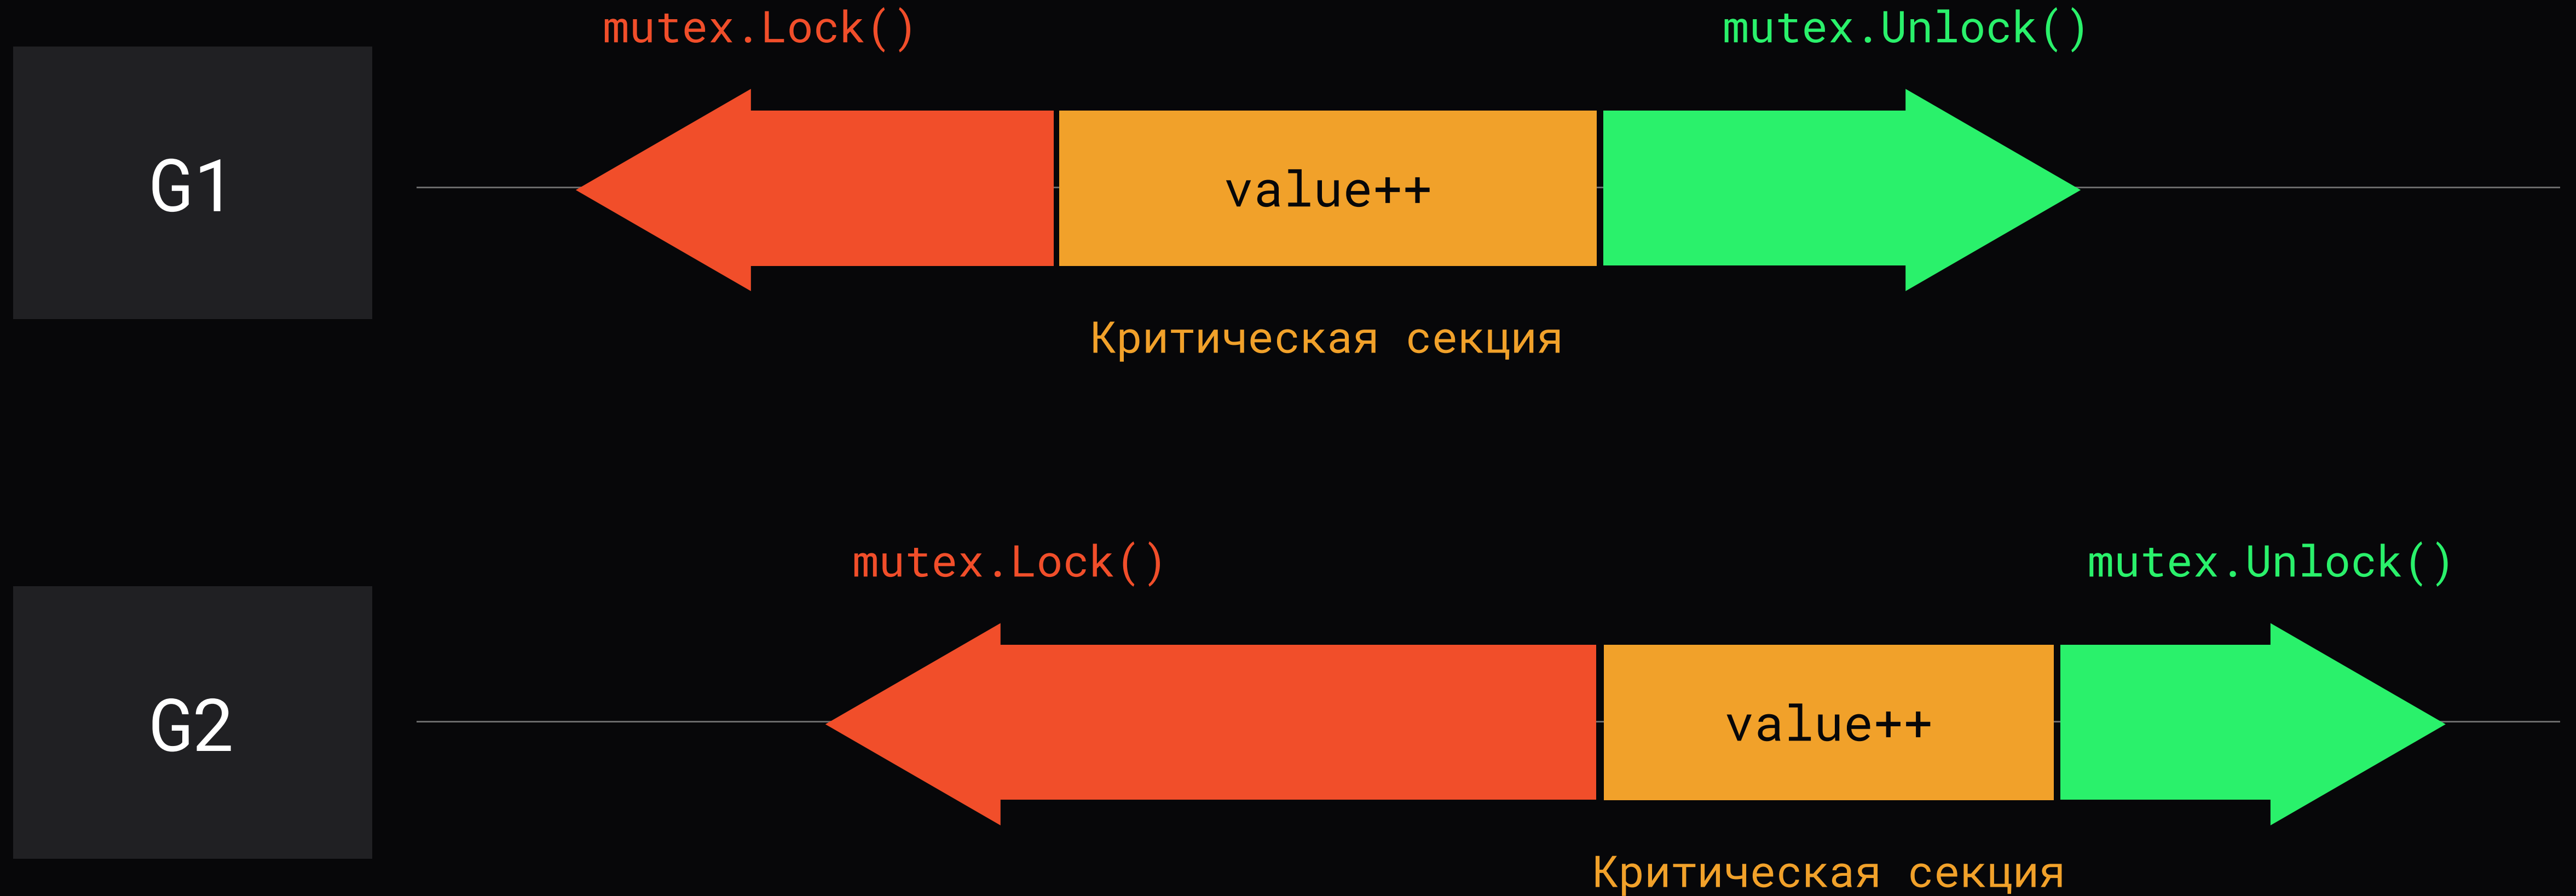 mutex.Lock()
mutex.Unlock()
G1
value++
Критическая секция
mutex.Lock()
mutex.Unlock()
G2
value++
Критическая секция